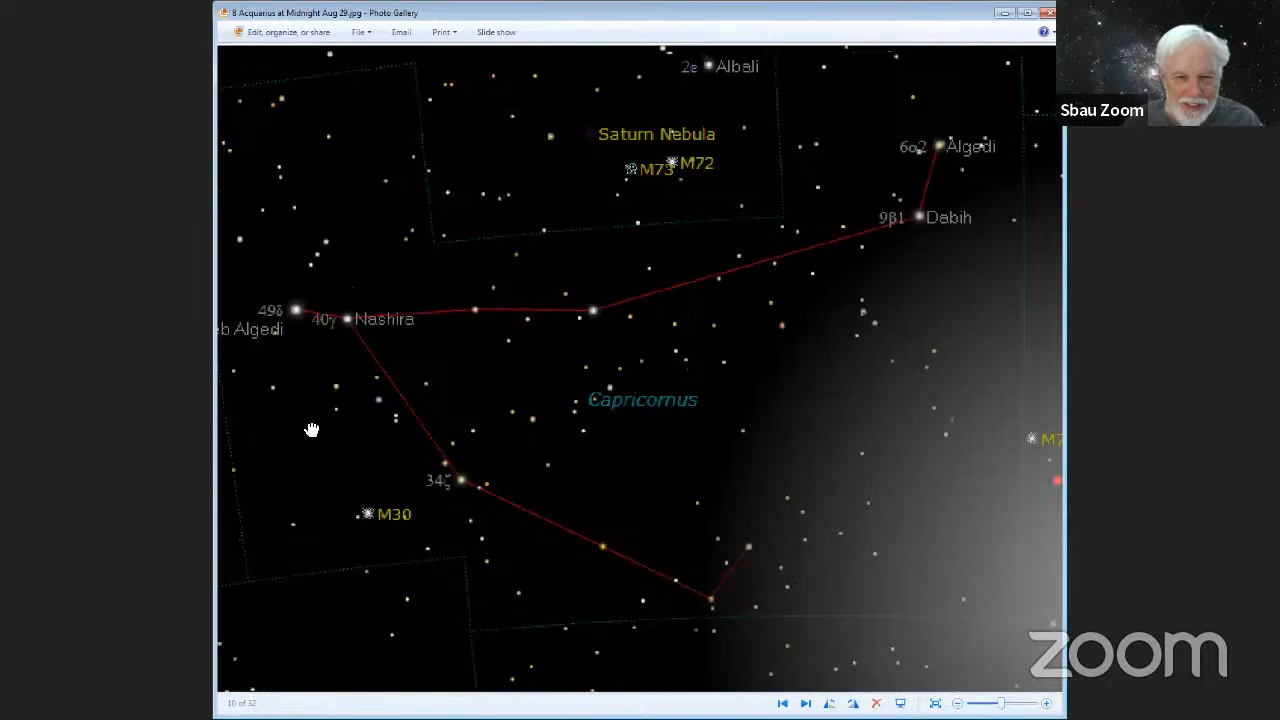 8 Acquarius at Midnight Aug 29.jpg - Photo Gallery
Edit, organize, or share File Email Print Slide show
Sbau Zoom
2ε Albali
Saturn Nebula
M73 M72
6α2 Algedi
9β1 Dabih
49δ
eb Algedi
40γ Nashira
Capricornus
M7
34ζ
M30
zoom
10 of 32